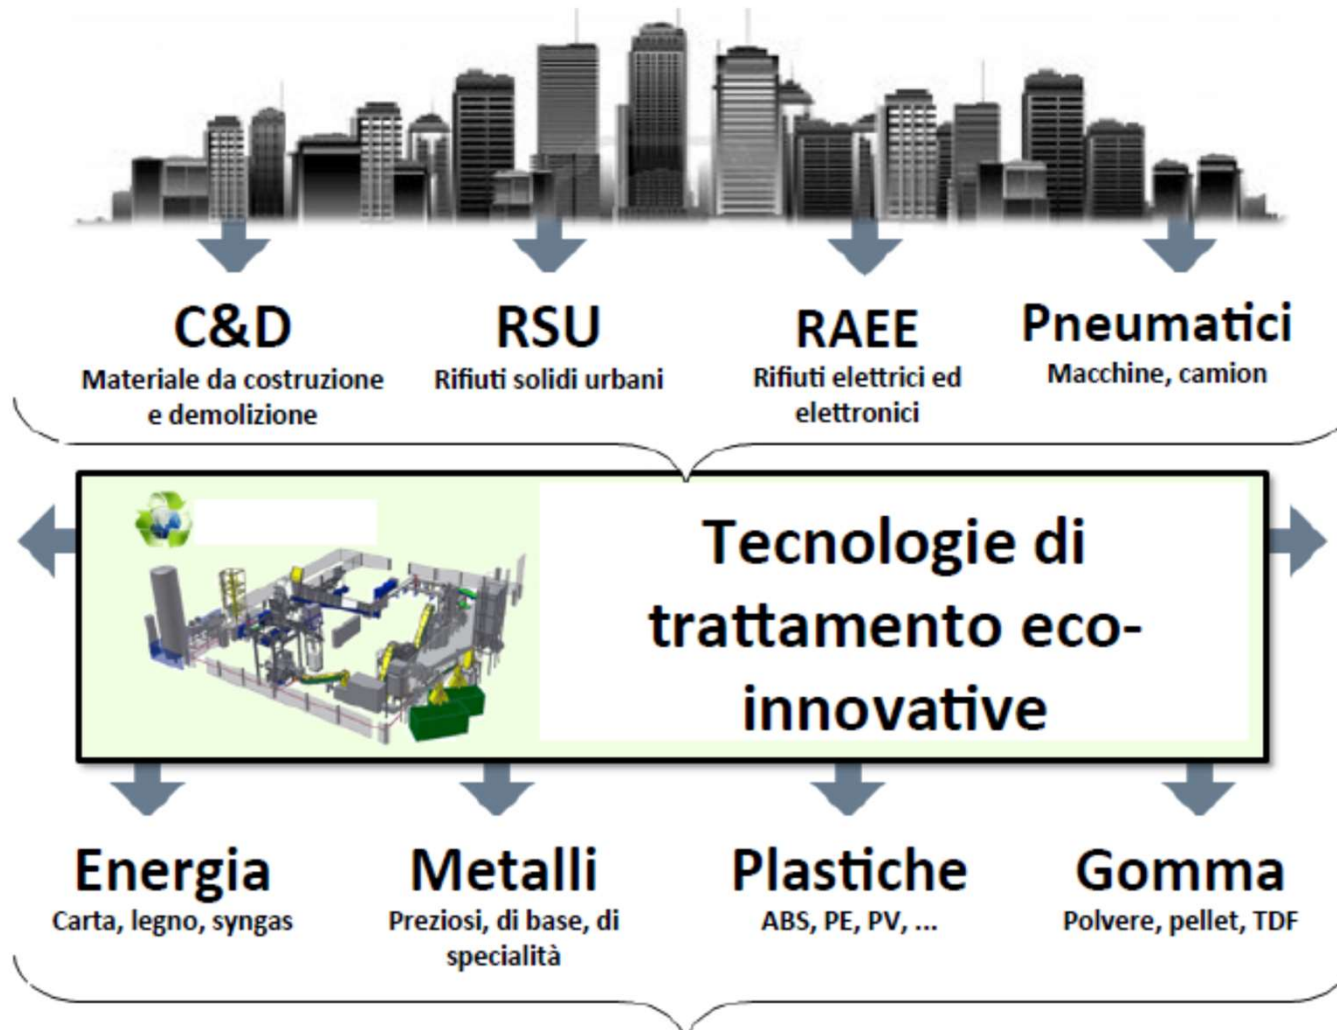 C&D
RSU
RAEE
Pneumatici
Materiale da costruzione
e demolizione
Rifiuti solidi urbani
Rifiuti elettrici ed
elettronici
Macchine, camion
Tecnologie di
trattamento eco-
innovative
Energia
Metalli
Plastiche
Gomma
Carta, legno, syngas
Preziosi, di base, di
specialità
ABS, PE, PV, ...
Polvere, pellet, TDF